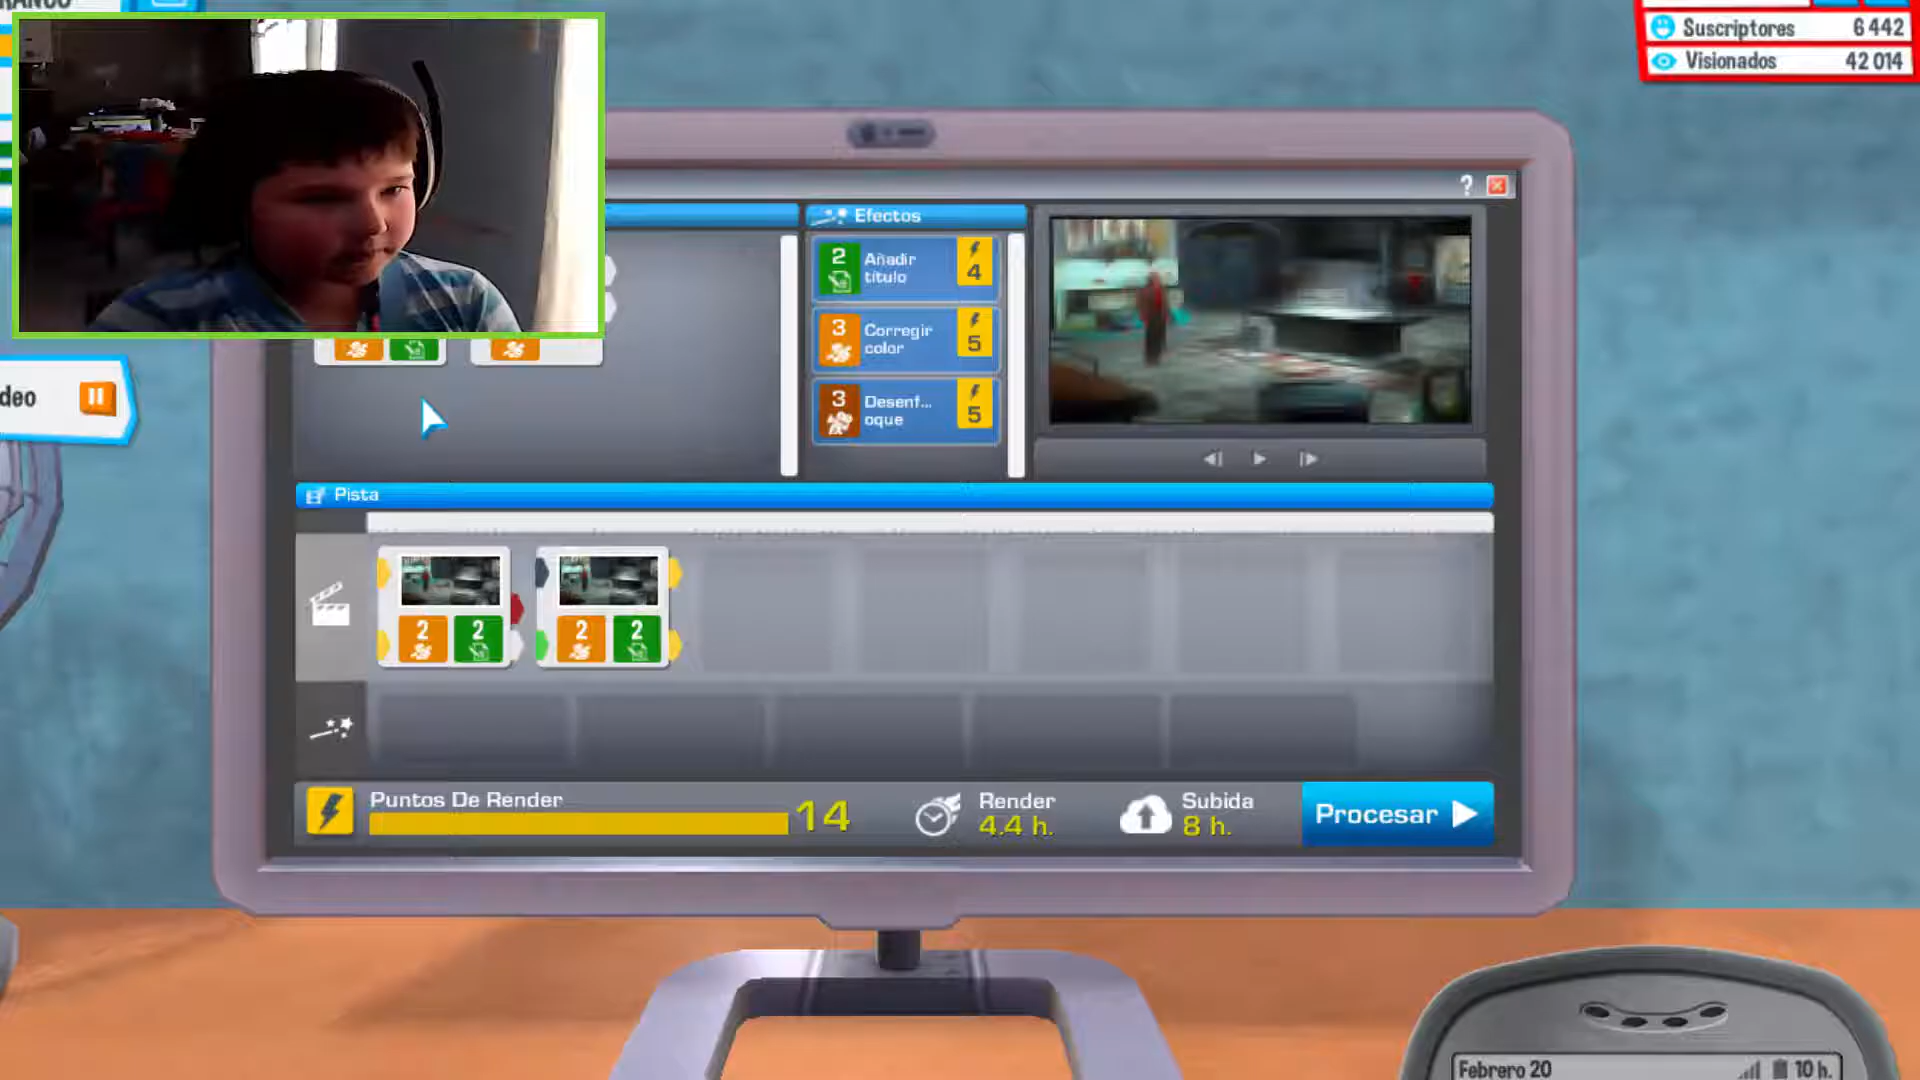 Suscriptores 6 442
Visionados 42 014
?
Efectos
2 Añadir título 4
3 Corregir color 5
3 Desenf... oque 5
deo
Pista
2 2 2 2
Puntos De Render 14
Render 4.4 h.
Subida 8 h.
Procesar
Febrero 20 10 h.